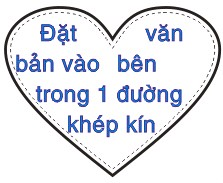 Đặt văn
bản vào bên
trong 1 đường
khép kín